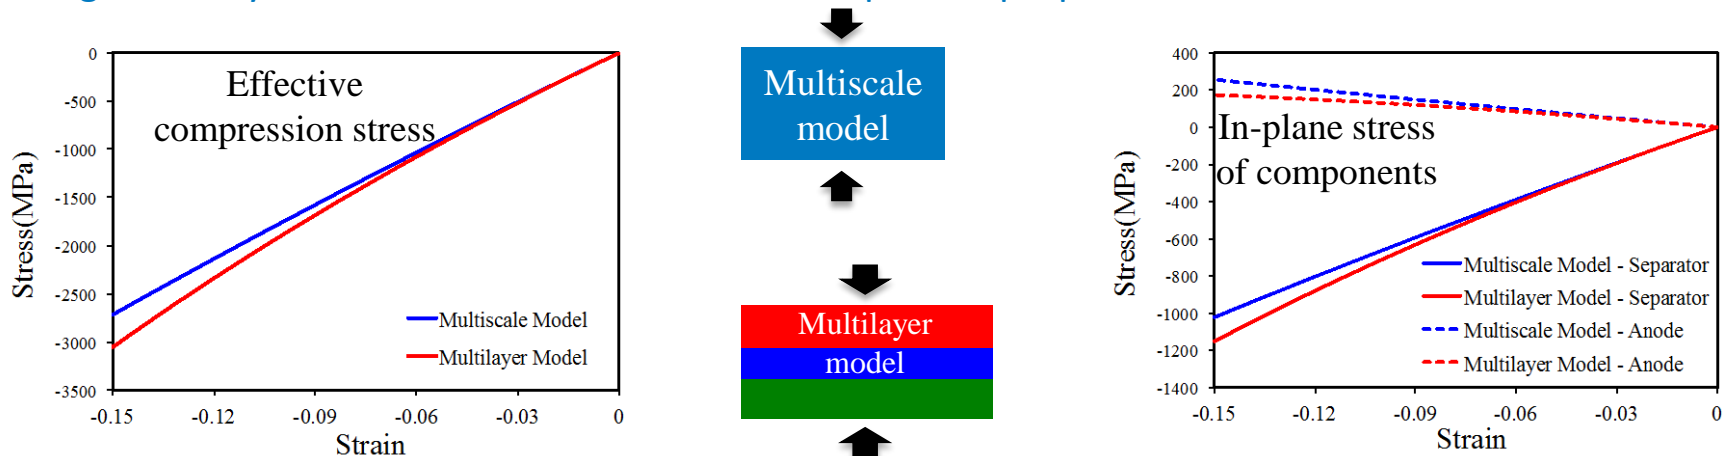 Effective
compression stress
0
-500
-1000
-1500
-2000
-2500
-3000
-3500
Stress(MPa)
Multiscale Model
Multilayer Model
-0.15 -0.12 -0.09 -0.06 -0.03 0
Strain
Multiscale
model
Multilayer
model
400
200
0
-200
-400
-600
-800
-1000
-1200
-1400
Stress(MPa)
In-plane stress
of components
Multiscale Model - Separator
Multilayer Model - Separator
Multiscale Model - Anode
Multilayer Model - Anode
-0.15 -0.12 -0.09 -0.06 -0.03 0
Strain